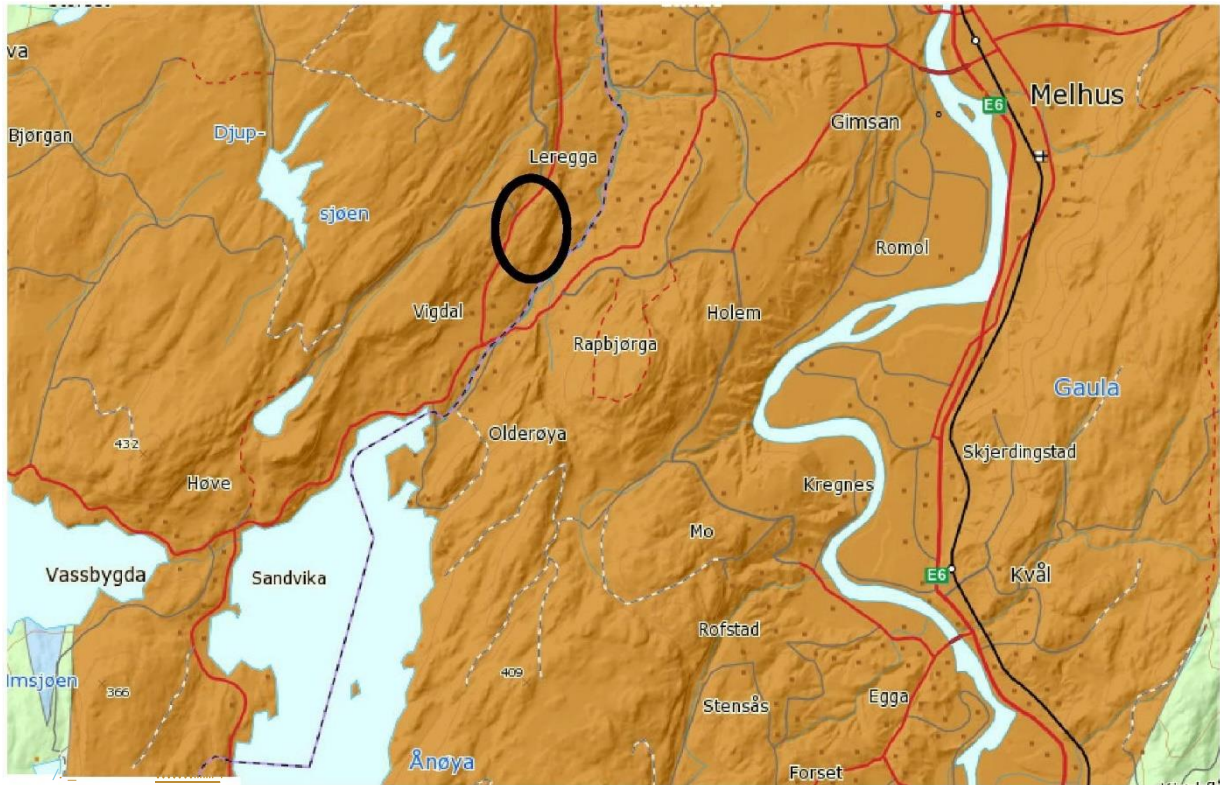 va
Bjørgan
Djup-
sjøen
Leregga
Gimsan
E6
Melhus
Romol
Vigdal
Holem
Rapbjørga
Gaula
432
Olderøya
Skjerdingstad
Høve
Kregnes
Mo
Vassbygda
Sandvika
E6
Kvål
Rofstad
lmsjøen
366
409
Stensås
Egga
Ånøya
Forset